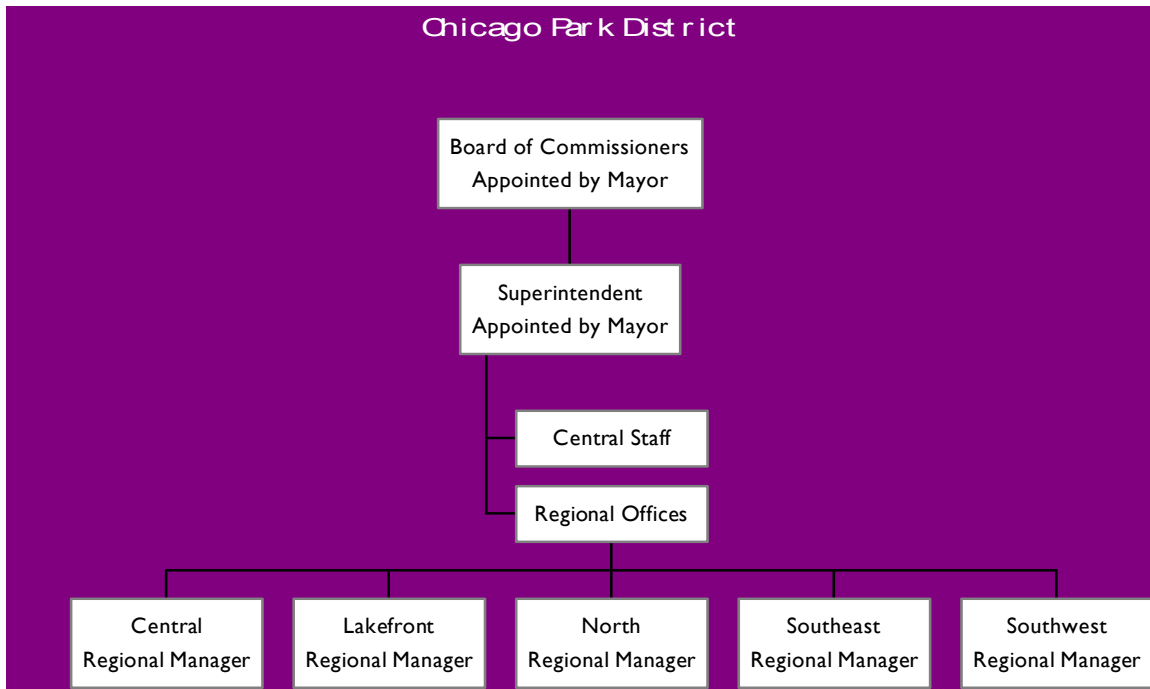 Chicago Park District
Board of Commissioners
Appointed by Mayor
Superintendent
Appointed by Mayor
Central Staff
Regional Offices
Central
Regional Manager
Lakefront
Regional Manager
North
Regional Manager
Southeast
Regional Manager
Southwest
Regional Manager